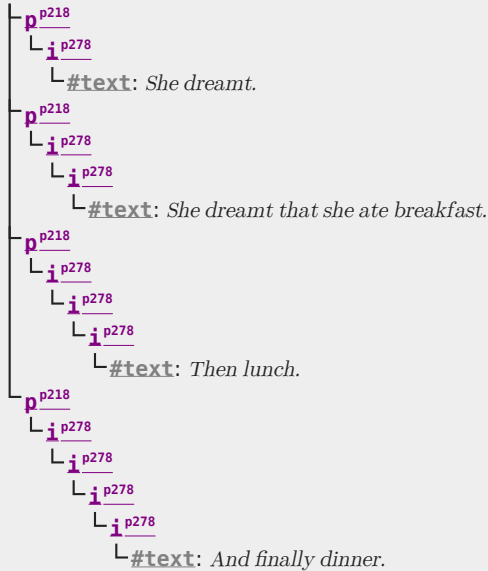 p p218
i p278
#text: She dreamt.
p p218
i p278
i p278
#text: She dreamt that she ate breakfast.
p p218
i p278
i p278
i p278
#text: Then lunch.
p p218
i p278
i p278
i p278
i p278
#text: And finally dinner.